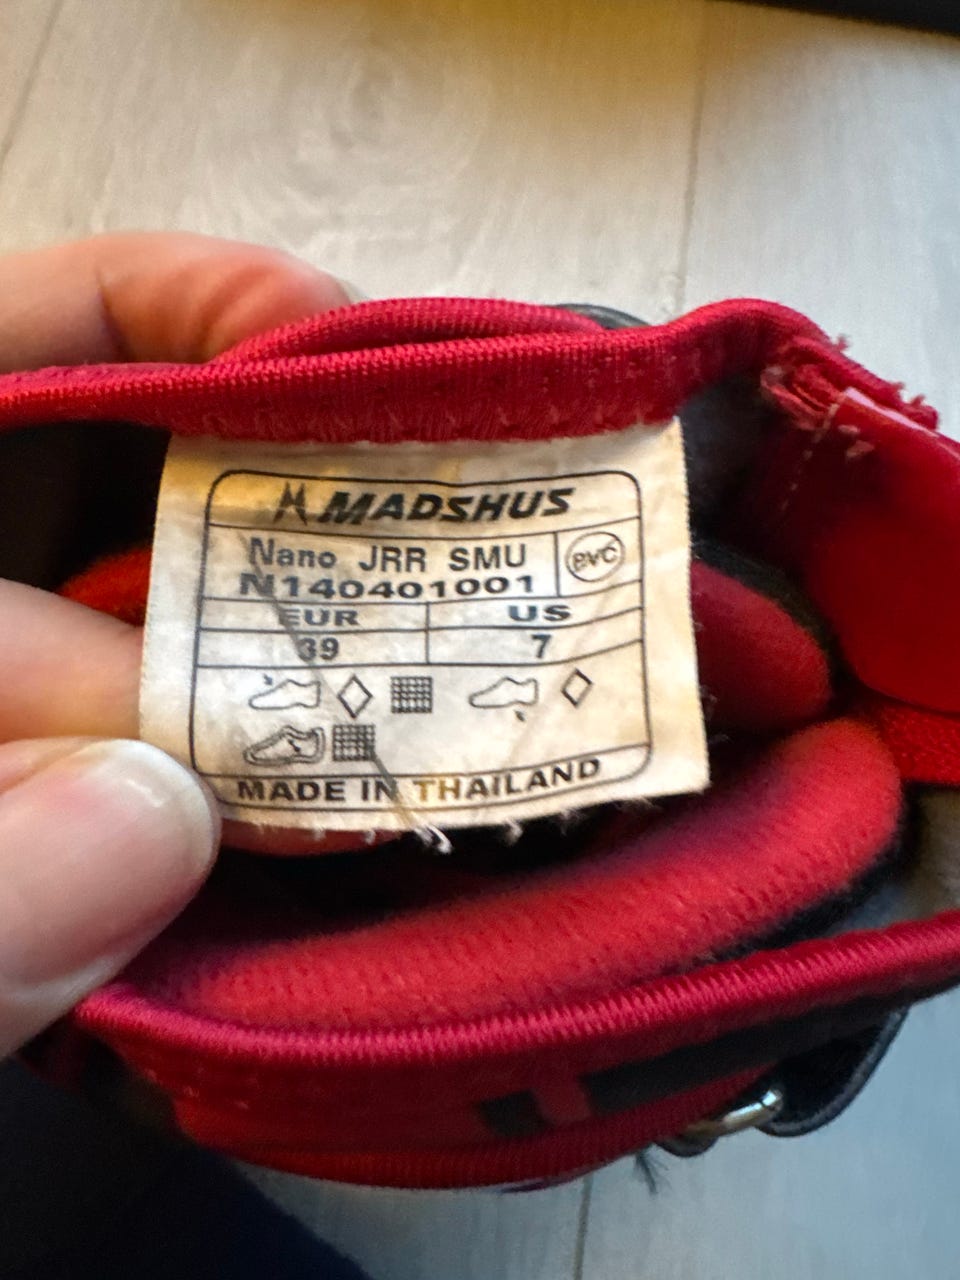 MADSHUS
Nano JRR SMU
PVC
N140401001
EUR US
39 7
MADE IN THAILAND